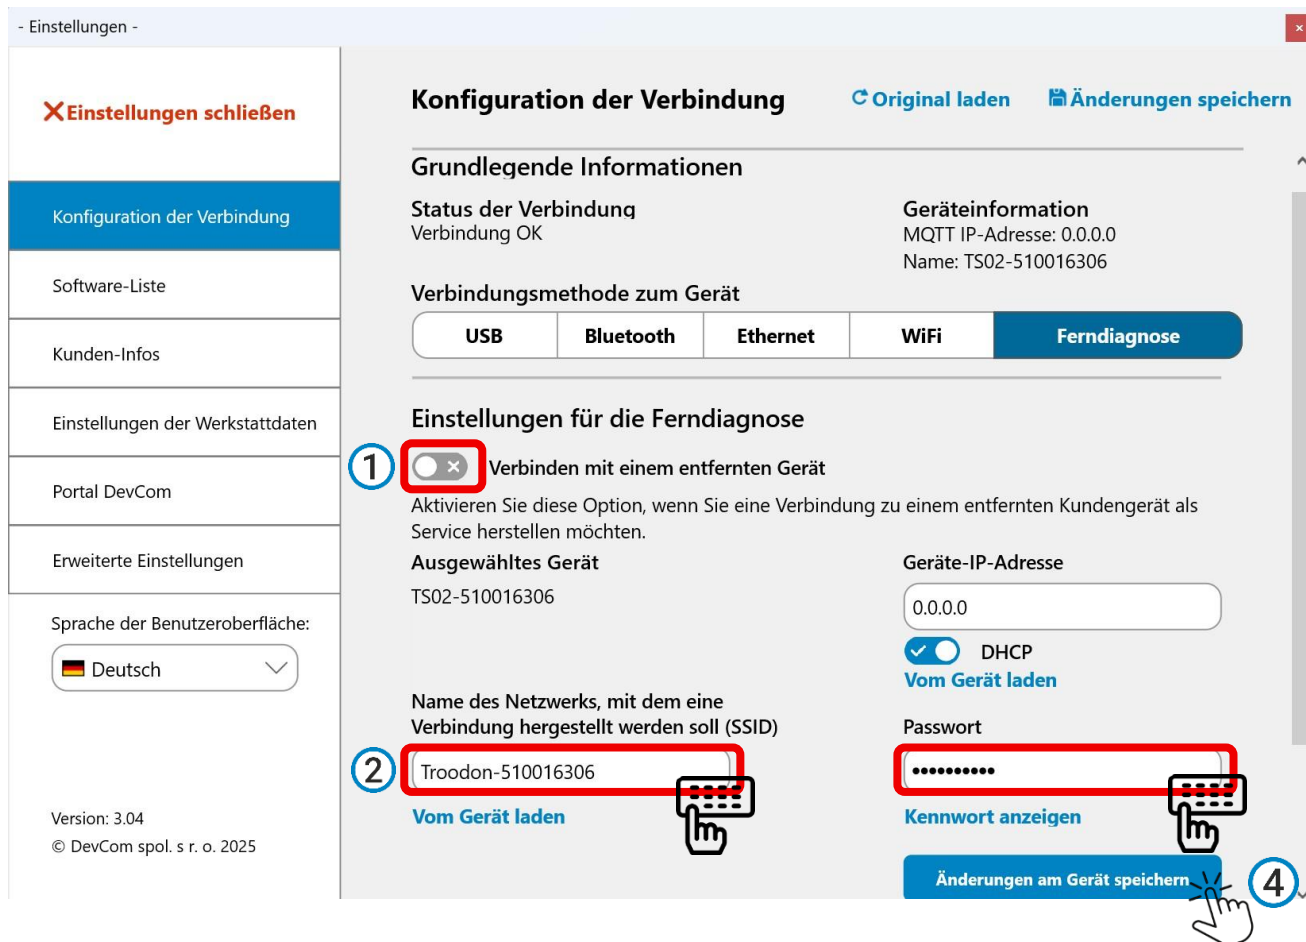 - Einstellungen -
Einstellungen schließen
Konfiguration der Verbindung
Software-Liste
Kunden-Infos
Einstellungen der Werkstattdaten
Portal DevCom
Erweiterte Einstellungen
Sprache der Benutzeroberfläche:
Deutsch
Version: 3.04
© DevCom spol. s r. o. 2025
Konfiguration der Verbindung
Original laden
Änderungen speichern
Grundlegende Informationen
Status der Verbindung
Verbindung OK
Geräteinformation
MQTT IP-Adresse: 0.0.0.0
Name: TS02-510016306
Verbindungsmethode zum Gerät
USB Bluetooth Ethernet WiFi Ferndiagnose
Einstellungen für die Ferndiagnose
1
Verbinden mit einem entfernten Gerät
Aktivieren Sie diese Option, wenn Sie eine Verbindung zu einem entfernten Kundengerät als
Service herstellen möchten.
Ausgewähltes Gerät
TS02-510016306
Geräte-IP-Adresse
0.0.0.0
DHCP
Vom Gerät laden
Name des Netzwerks, mit dem eine
Verbindung hergestellt werden soll (SSID)
2
Troodon-510016306
Vom Gerät laden
Passwort
••••••••••
Kennwort anzeigen
Änderungen am Gerät speichern
4